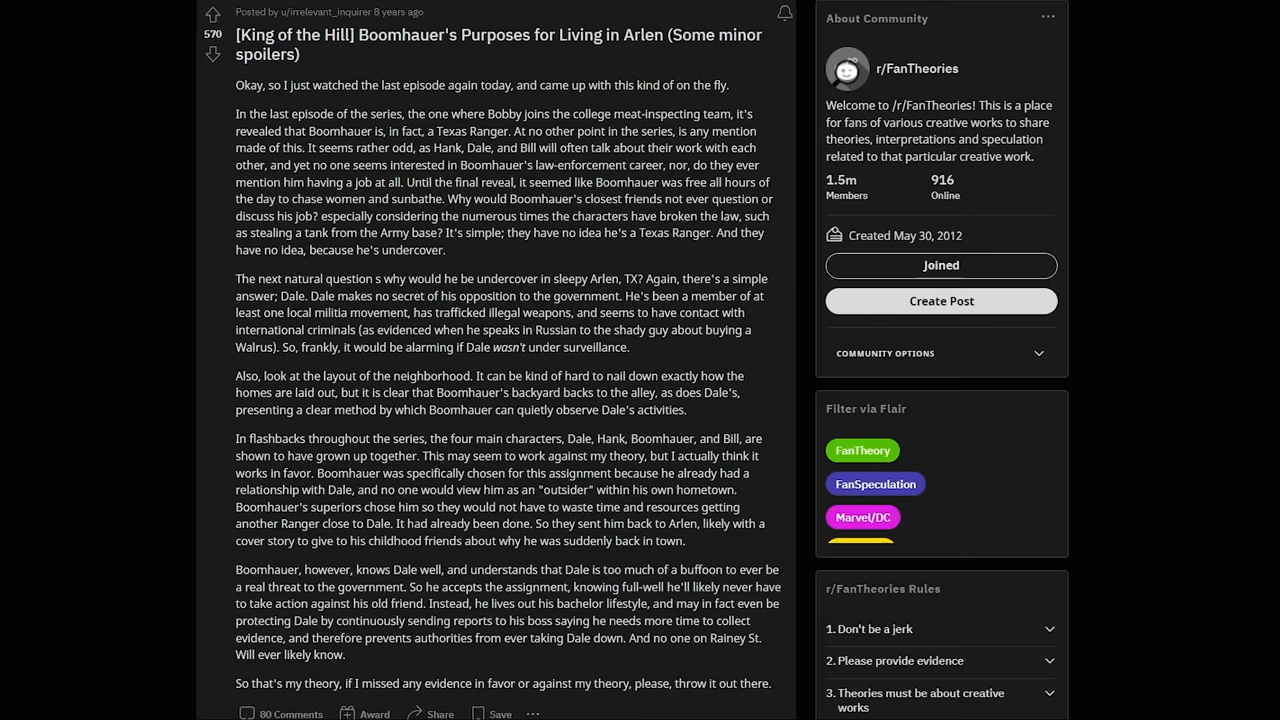 Posted by u/irrelevant_inquirer 8 years ago
570
[King of the Hill] Boomhauer's Purposes for Living in Arlen (Some minor
spoilers)
Okay, so I just watched the last episode again today, and came up with this kind of on the fly.
In the last episode of the series, the one where Bobby joins the college meat-inspecting team, it's
revealed that Boomhauer is, in fact, a Texas Ranger. At no other point in the series, is any mention
made of this. It seems rather odd, as Hank, Dale, and Bill will often talk about their work with each
other, and yet no one seems interested in Boomhauer's law-enforcement career, nor, do they ever
mention him having a job at all. Until the final reveal, it seemed like Boomhauer was free all hours of
the day to chase women and sunbathe. Why would Boomhauer's closest friends not ever question or
discuss his job? especially considering the numerous times the characters have broken the law, such
as stealing a tank from the Army base? It's simple; they have no idea he's a Texas Ranger. And they
have no idea, because he's undercover.
The next natural question s why would he be undercover in sleepy Arlen, TX? Again, there's a simple
answer; Dale. Dale makes no secret of his opposition to the government. He's been a member of at
least one local militia movement, has trafficked illegal weapons, and seems to have contact with
international criminals (as evidenced when he speaks in Russian to the shady guy about buying a
Walrus). So, frankly, it would be alarming if Dale wasn't under surveillance.
Also, look at the layout of the neighborhood. It can be kind of hard to nail down exactly how the
homes are laid out, but it is clear that Boomhauer's backyard backs to the alley, as does Dale's,
presenting a clear method by which Boomhauer can quietly observe Dale's activities.
In flashbacks throughout the series, the four main characters, Dale, Hank, Boomhauer, and Bill, are
shown to have grown up together. This may seem to work against my theory, but I actually think it
works in favor. Boomhauer was specifically chosen for this assignment because he already had a
relationship with Dale, and no one would view him as an "outsider" within his own hometown.
Boomhauer's superiors chose him so they would not have to waste time and resources getting
another Ranger close to Dale. It had already been done. So they sent him back to Arlen, likely with a
cover story to give to his childhood friends about why he was suddenly back in town.
Boomhauer, however, knows Dale well, and understands that Dale is too much of a buffoon to ever be
a real threat to the government. So he accepts the assignment, knowing full-well he'll likely never have
to take action against his old friend. Instead, he lives out his bachelor lifestyle, and may in fact even be
protecting Dale by continuously sending reports to his boss saying he needs more time to collect
evidence, and therefore prevents authorities from ever taking Dale down. And no one on Rainey St.
Will ever likely know.
So that's my theory, if I missed any evidence in favor or against my theory, please, throw it out there.
80 Comments Award Share Save
About Community
r/FanTheories
Welcome to /r/FanTheories! This is a place
for fans of various creative works to share
theories, interpretations and speculation
related to that particular creative work.
1.5m 916
Members Online
Created May 30, 2012
Joined
Create Post
COMMUNITY OPTIONS
Filter via Flair
FanTheory
FanSpeculation
Marvel/DC
r/FanTheories Rules
1. Don't be a jerk
2. Please provide evidence
3. Theories must be about creative
works